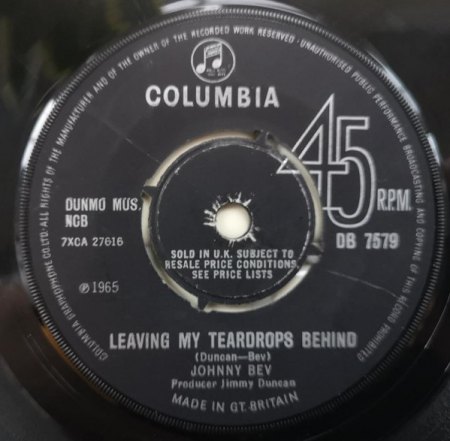 COLUMBIA GRAPHOPHONE CO LTD·ALL RIGHTS OF THE MANUFACTURER AND OF THE OWNER OF THE RECORDED WORK RESERVED·UNAUTHORISED PUBLIC PERFORMANCE BROADCASTING AND COPYING OF THIS RECORD PROHIBITED
COLUMBIA
45
R.P.M.
DUNMO MUS.
NCB
7XCA 27616
DB 7579
SOLD IN U.K. SUBJECT TO
RESALE PRICE CONDITIONS,
SEE PRICE LISTS
℗1965
LEAVING MY TEARDROPS BEHIND
(Duncan—Bev)
JOHNNY BEV
Producer Jimmy Duncan
MADE IN GT. BRITAIN